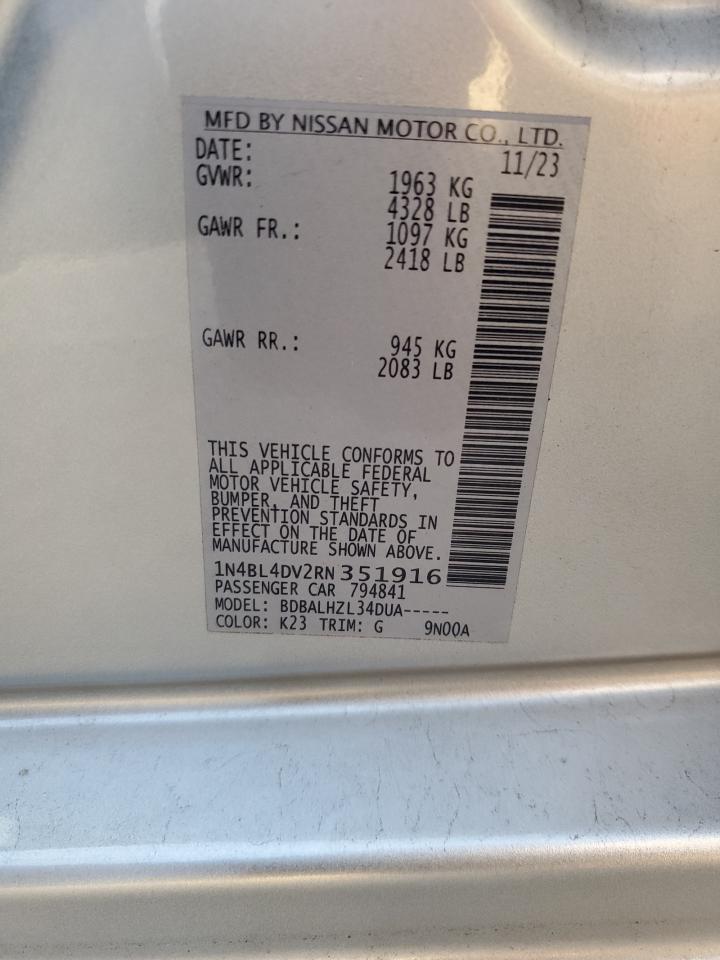 MFD BY NISSAN MOTOR CO., LTD.
DATE: 11/23
GVWR: 1963 KG
4328 LB
GAWR FR.: 1097 KG
2418 LB
GAWR RR.: 945 KG
2083 LB
THIS VEHICLE CONFORMS TO
ALL APPLICABLE FEDERAL
MOTOR VEHICLE SAFETY,
BUMPER, AND THEFT
PREVENTION STANDARDS IN
EFFECT ON THE DATE OF
MANUFACTURE SHOWN ABOVE.
1N4BL4DV2RN351916
PASSENGER CAR 794841
MODEL: BDBALHZL34DUA-----
COLOR: K23 TRIM: G 9N00A